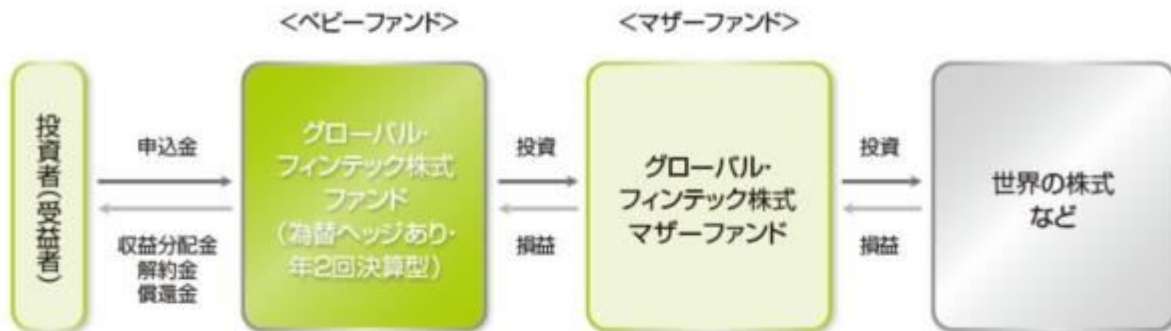 <ベビーファンド>
<マザーファンド>
投資者(受益者)
申込金
収益分配金
解約金
償還金
グローバル・
フィンテック株式
ファンド
(為替ヘッジあり・
年2回決算型)
投資
損益
グローバル・
フィンテック株式
マザーファンド
投資
損益
世界の株式
など